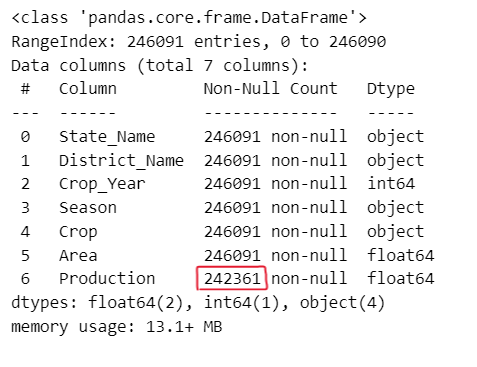 <class 'pandas.core.frame.DataFrame'>
RangeIndex: 246091 entries, 0 to 246090
Data columns (total 7 columns):
 #   Column         Non-Null Count   Dtype
---  ------         --------------   -----
 0   State_Name     246091 non-null  object
 1   District_Name  246091 non-null  object
 2   Crop_Year      246091 non-null  int64
 3   Season         246091 non-null  object
 4   Crop           246091 non-null  object
 5   Area           246091 non-null  float64
 6   Production     242361 non-null  float64
dtypes: float64(2), int64(1), object(4)
memory usage: 13.1+ MB